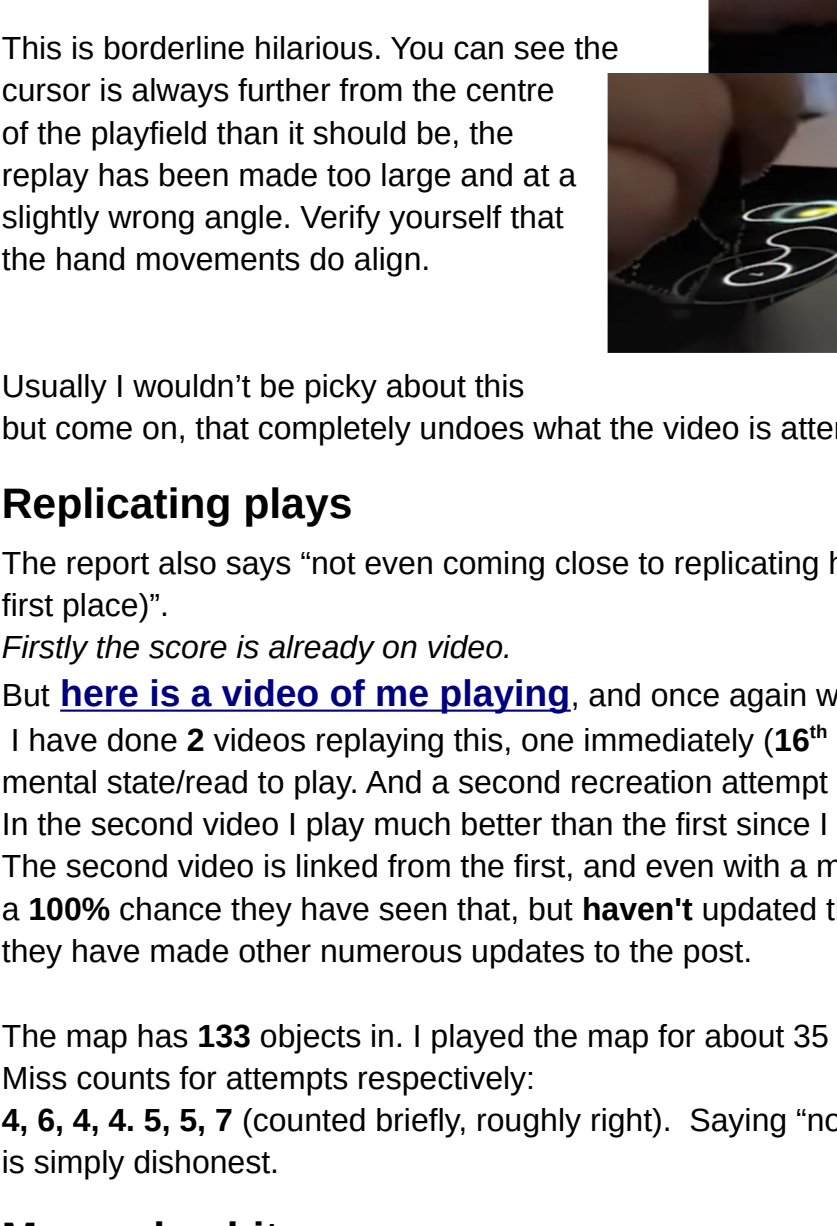 This is borderline hilarious. You can see the
cursor is always further from the centre
of the playfield than it should be, the
replay has been made too large and at a
slightly wrong angle. Verify yourself that
the hand movements do align.
Usually I wouldn’t be picky about this
but come on, that completely undoes what the video is
Replicating plays
The report also says “not even coming close to replicating
first place)”.
Firstly the score is already on video.
But here is a video of me playing, and once again
I have done 2 videos replaying this, one immediately (16th
mental state/read to play. And a second recreation attempt
In the second video I play much better than the first since I
The second video is linked from the first, and even with a
a 100% chance they have seen that, but haven't updated
they have made other numerous updates to the post.
The map has 133 objects in. I played the map for about 35
Miss counts for attempts respectively:
4, 6, 4, 4. 5, 5, 7 (counted briefly, roughly right).  Saying
is simply dishonest.